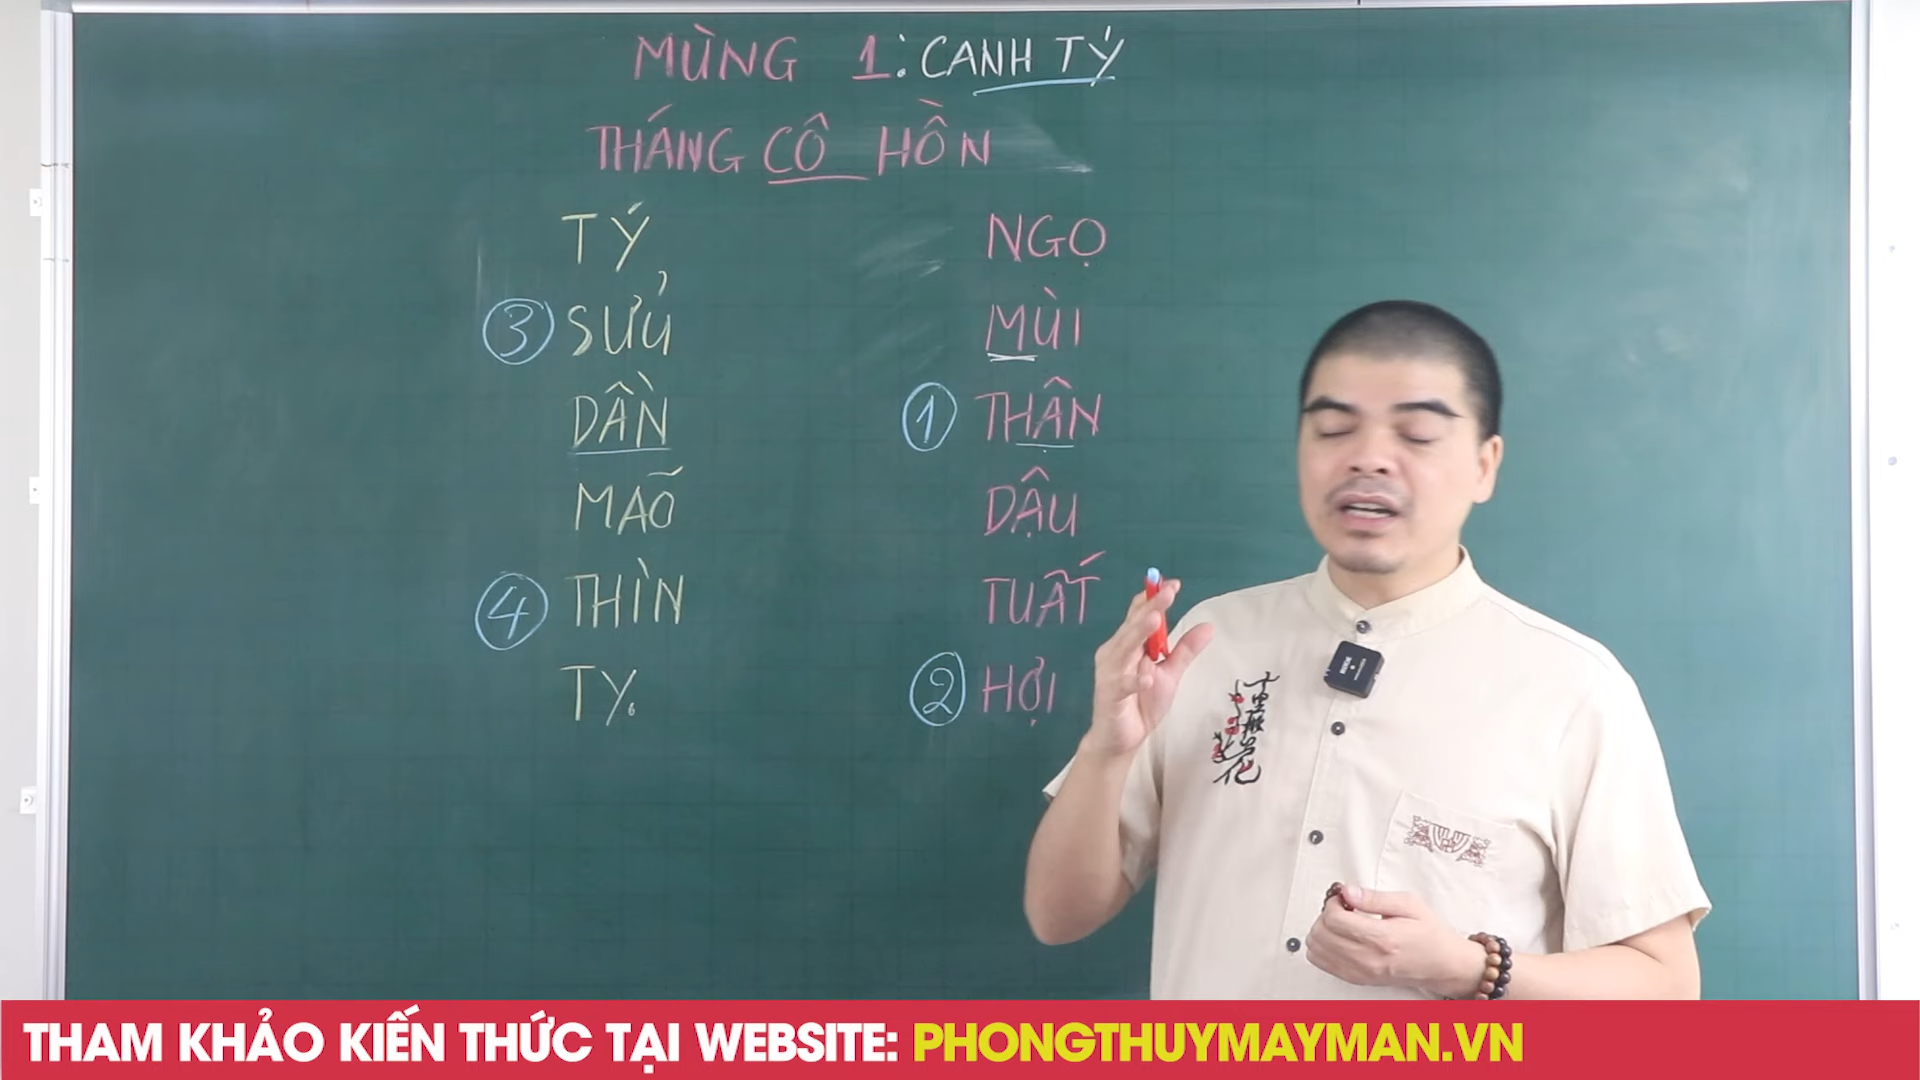 MÙNG 1: CANH TÝ
THÁNG CÔ HỒN
TÝ
③ SỬU
DẦN
MÃO
④ THÌN
TỴ
NGỌ
MÙI
① THÂN
DẬU
TUẤT
② HỢI
THAM KHẢO KIẾN THỨC TẠI WEBSITE: PHONGTHUYMAYMAN.VN